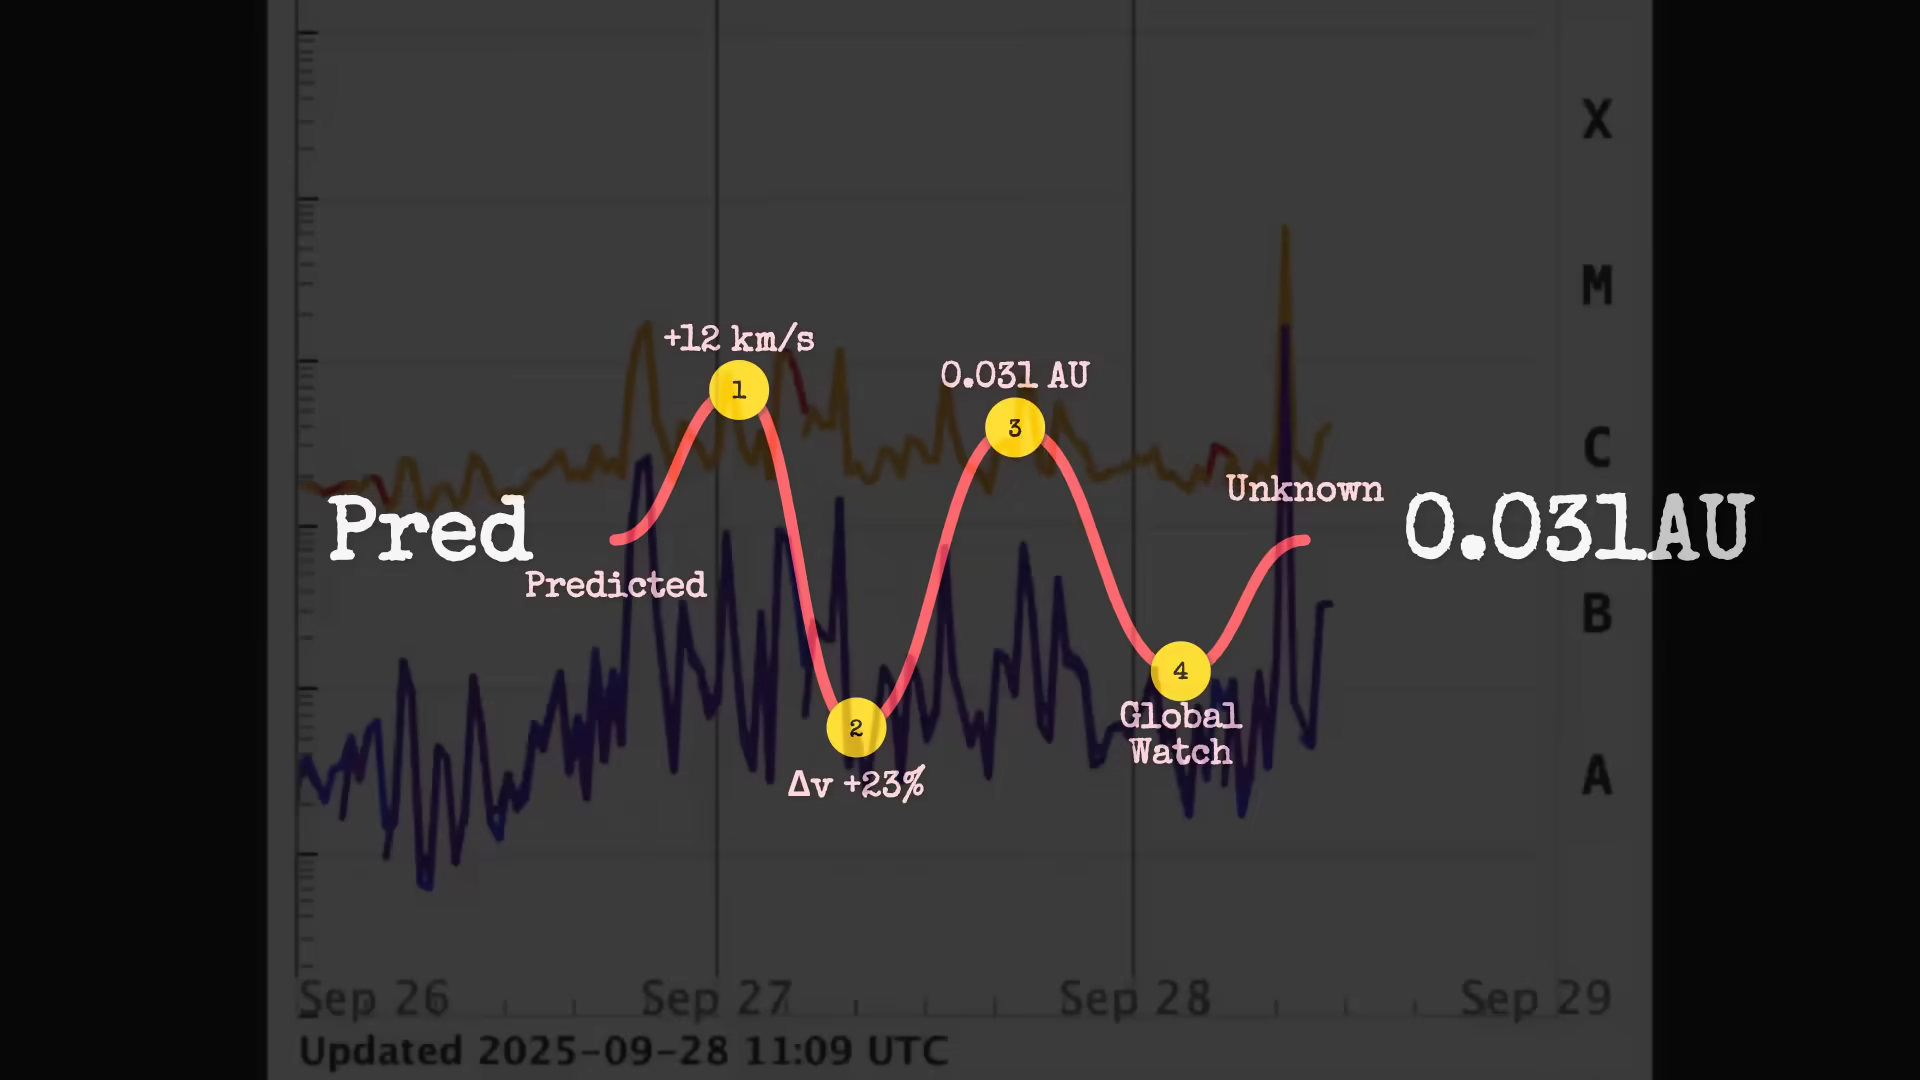 X
M
+12 km/s
1
0.031 AU
3
C
Unknown
Pred
0.031AU
Predicted
B
4
Global
Watch
2
Δv +23%
A
Sep 26
Sep 27
Sep 28
Sep 29
Updated 2025-09-28 11:09 UTC